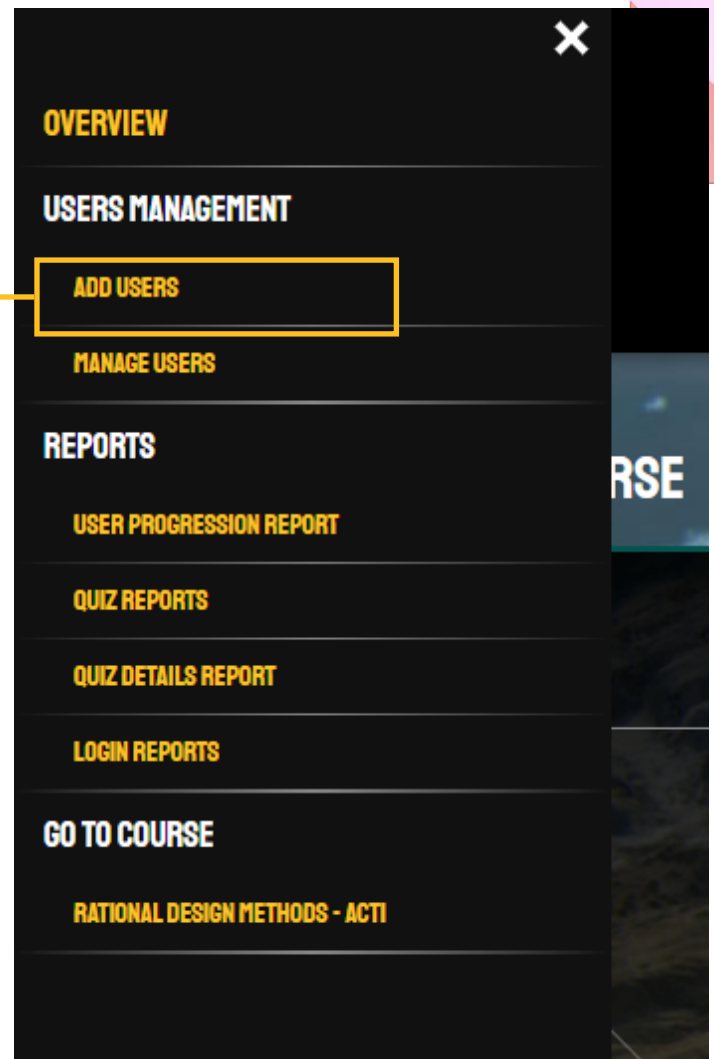 OVERVIEW
USERS MANAGEMENT
ADD USERS
MANAGE USERS
REPORTS
RSE
USER PROGRESSION REPORT
QUIZ REPORTS
QUIZ DETAILS REPORT
LOGIN REPORTS
GO TO COURSE
RATIONAL DESIGN METHODS - ACTI